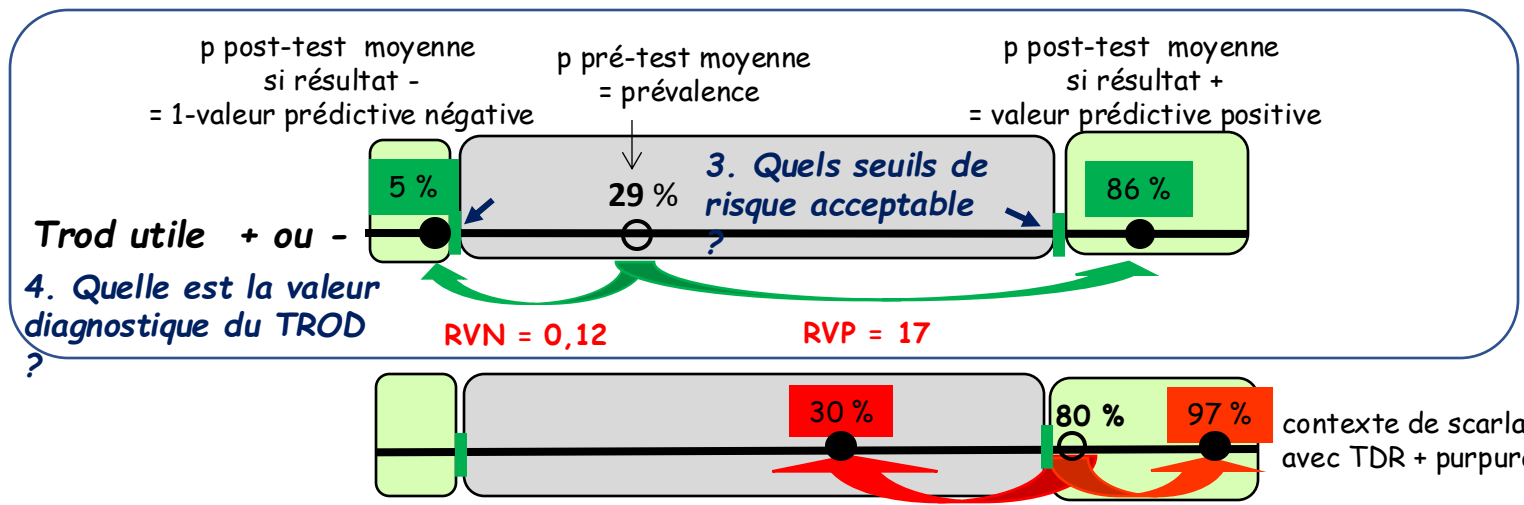 p post-test moyenne
si résultat -
= 1-valeur prédictive négative
p pré-test moyenne
= prévalence
p post-test moyenne
si résultat +
= valeur prédictive positive
5 %
29 %
3. Quels seuils de
risque acceptable
?
86 %
Trod utile + ou -
4. Quelle est la valeur
diagnostique du TROD
?
RVN = 0,12
RVP = 17
30 %
80 %
97 %
contexte de
avec TDR +